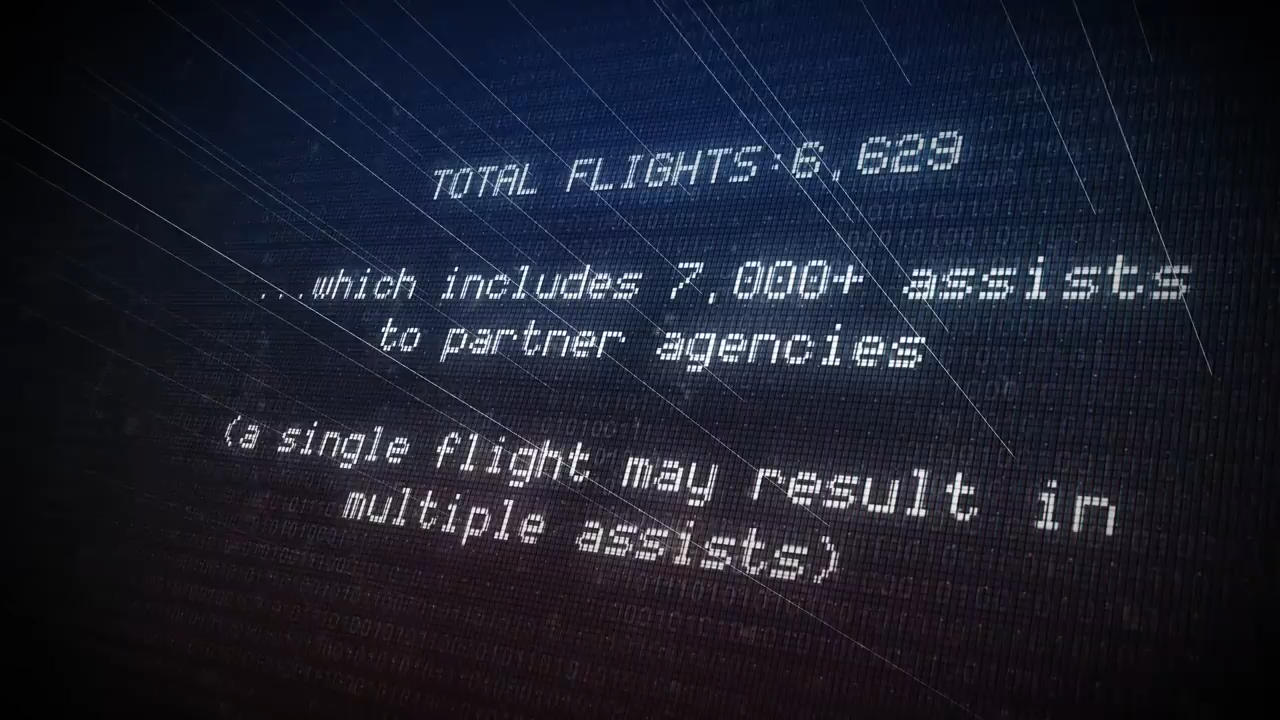 TOTAL FLIGHTS:6,629
...which includes 7,000+ assists
to partner agencies
(a single flight may result in
multiple assists)